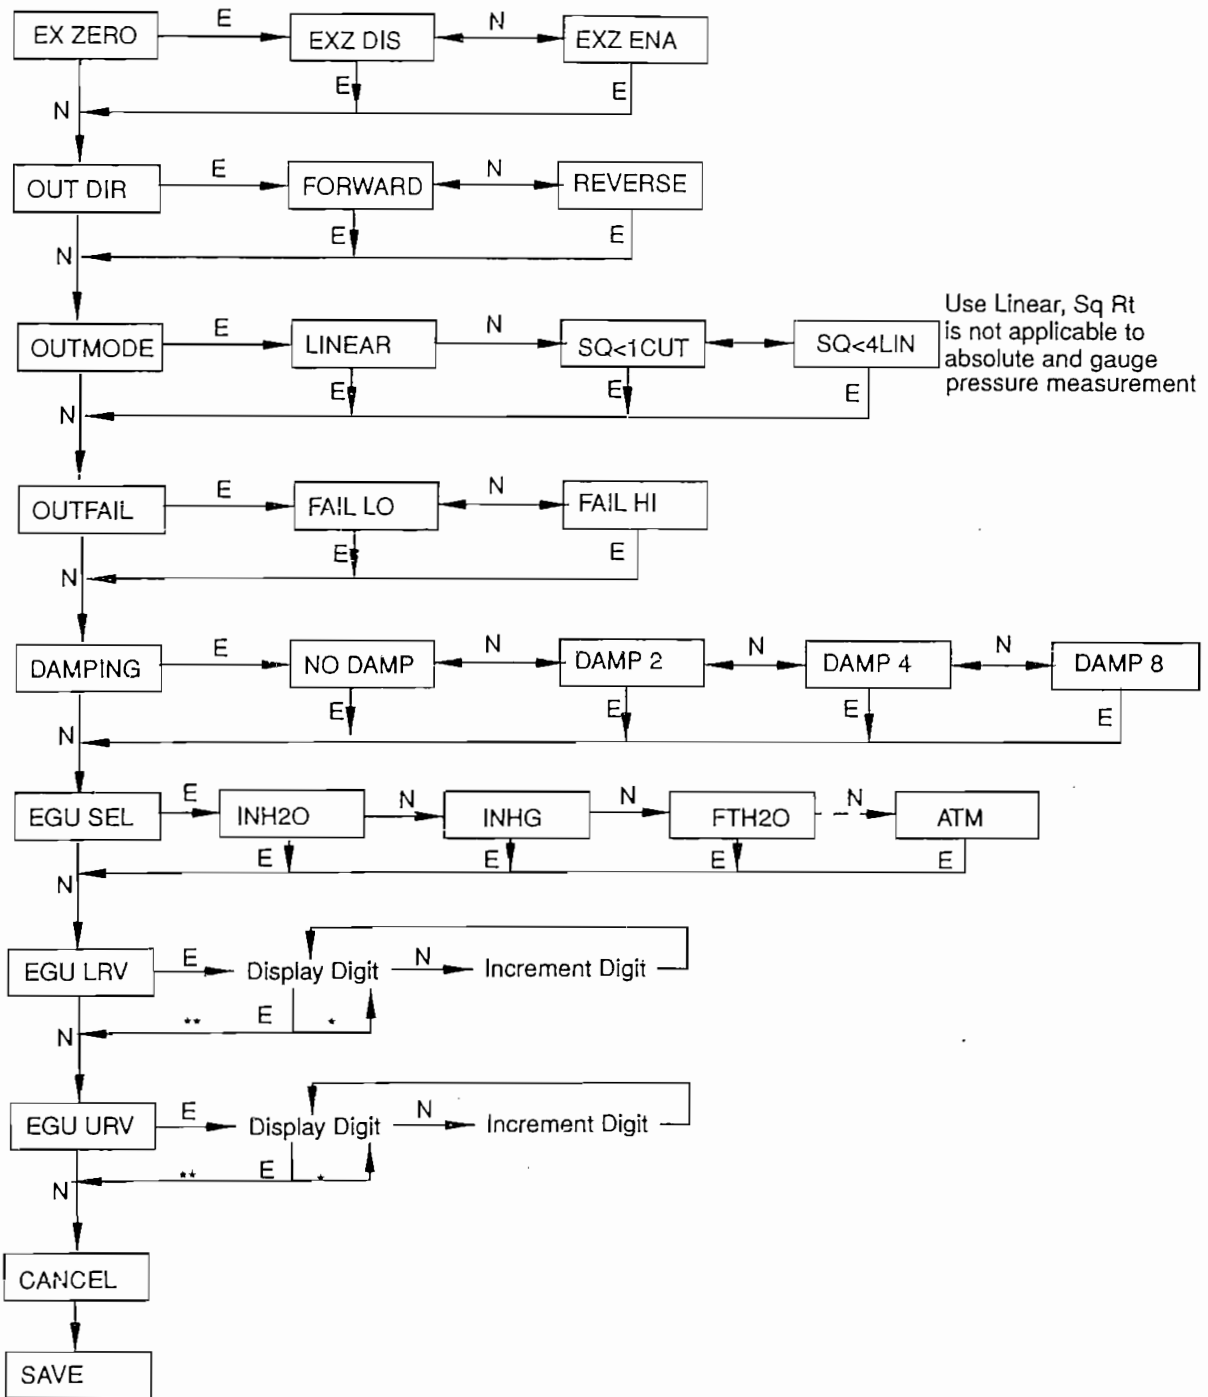 EX ZERO E EXZ DIS N EXZ ENA
E E
N
OUT DIR E FORWARD N REVERSE
E E
N
OUTMODE E LINEAR N SQ<1CUT SQ<4LIN
Use Linear, Sq Rt
is not applicable to
absolute and gauge
pressure measurement
E E E
N
OUTFAIL E FAIL LO N FAIL HI
E E
N
DAMPING E NO DAMP N DAMP 2 N DAMP 4 N DAMP 8
E E E E
N
EGU SEL E INH2O N INHG N FTH2O N ATM
E E E E
N
EGU LRV E Display Digit N Increment Digit
N ** E *
EGU URV E Display Digit N Increment Digit
N ** E *
CANCEL
SAVE